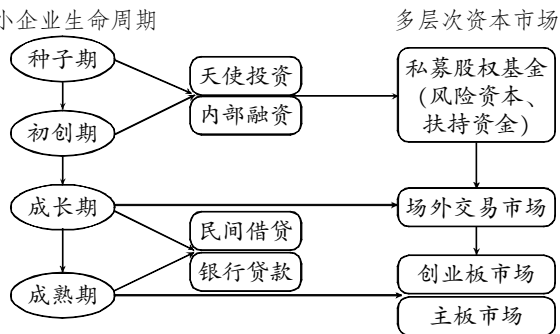 小企业生命周期 多层次资本市场
种子期
天使投资
内部融资
私募股权基金
(风险资本、
扶持资金)
初创期
成长期
场外交易市场
民间借贷
银行贷款
创业板市场
成熟期
主板市场